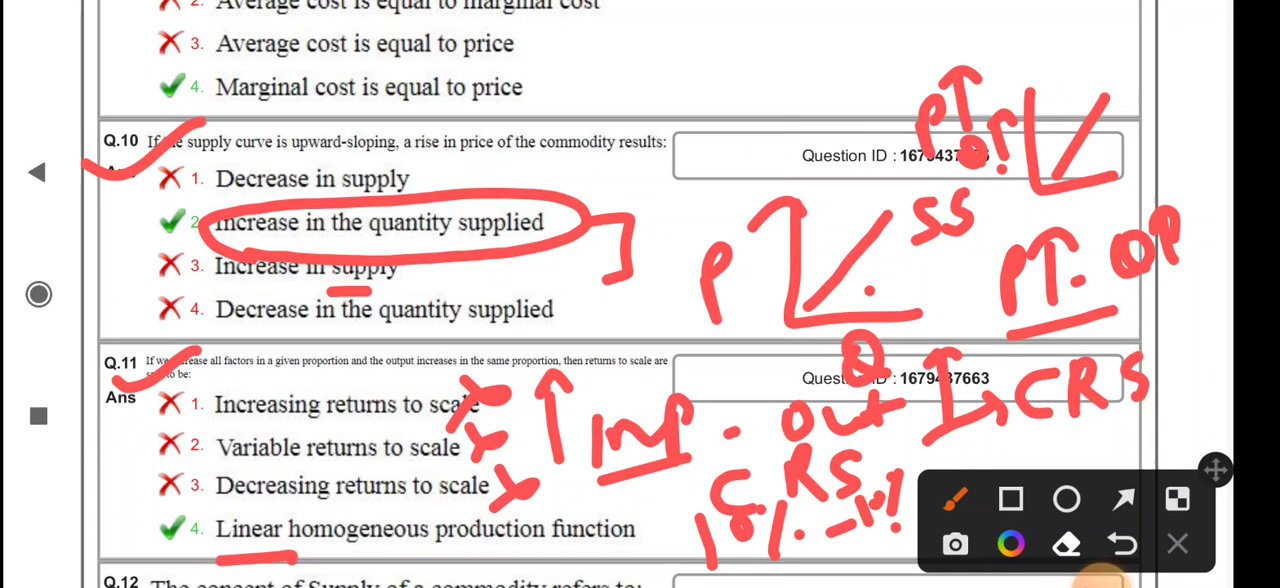 2. Average cost is equal to marginal cost
3. Average cost is equal to price
4. Marginal cost is equal to price
Q.10 If the supply curve is upward-sloping, a rise in price of the commodity results:
Question ID : 1679437
1. Decrease in supply
2. Increase in the quantity supplied
3. Increase in supply
4. Decrease in the quantity supplied
P
SS
P
P
Q
Q.11 If we increase all factors in a given proportion and the output increases in the same proportion, then returns to scale are
said to be:
Question ID : 1679437663
Ans
1. Increasing returns to scale
2. Variable returns to scale
3. Decreasing returns to scale
4. Linear homogeneous production function
Inp - out CRS
CRS
10%
Q.12 The concept of Supply of a commodity refers to: